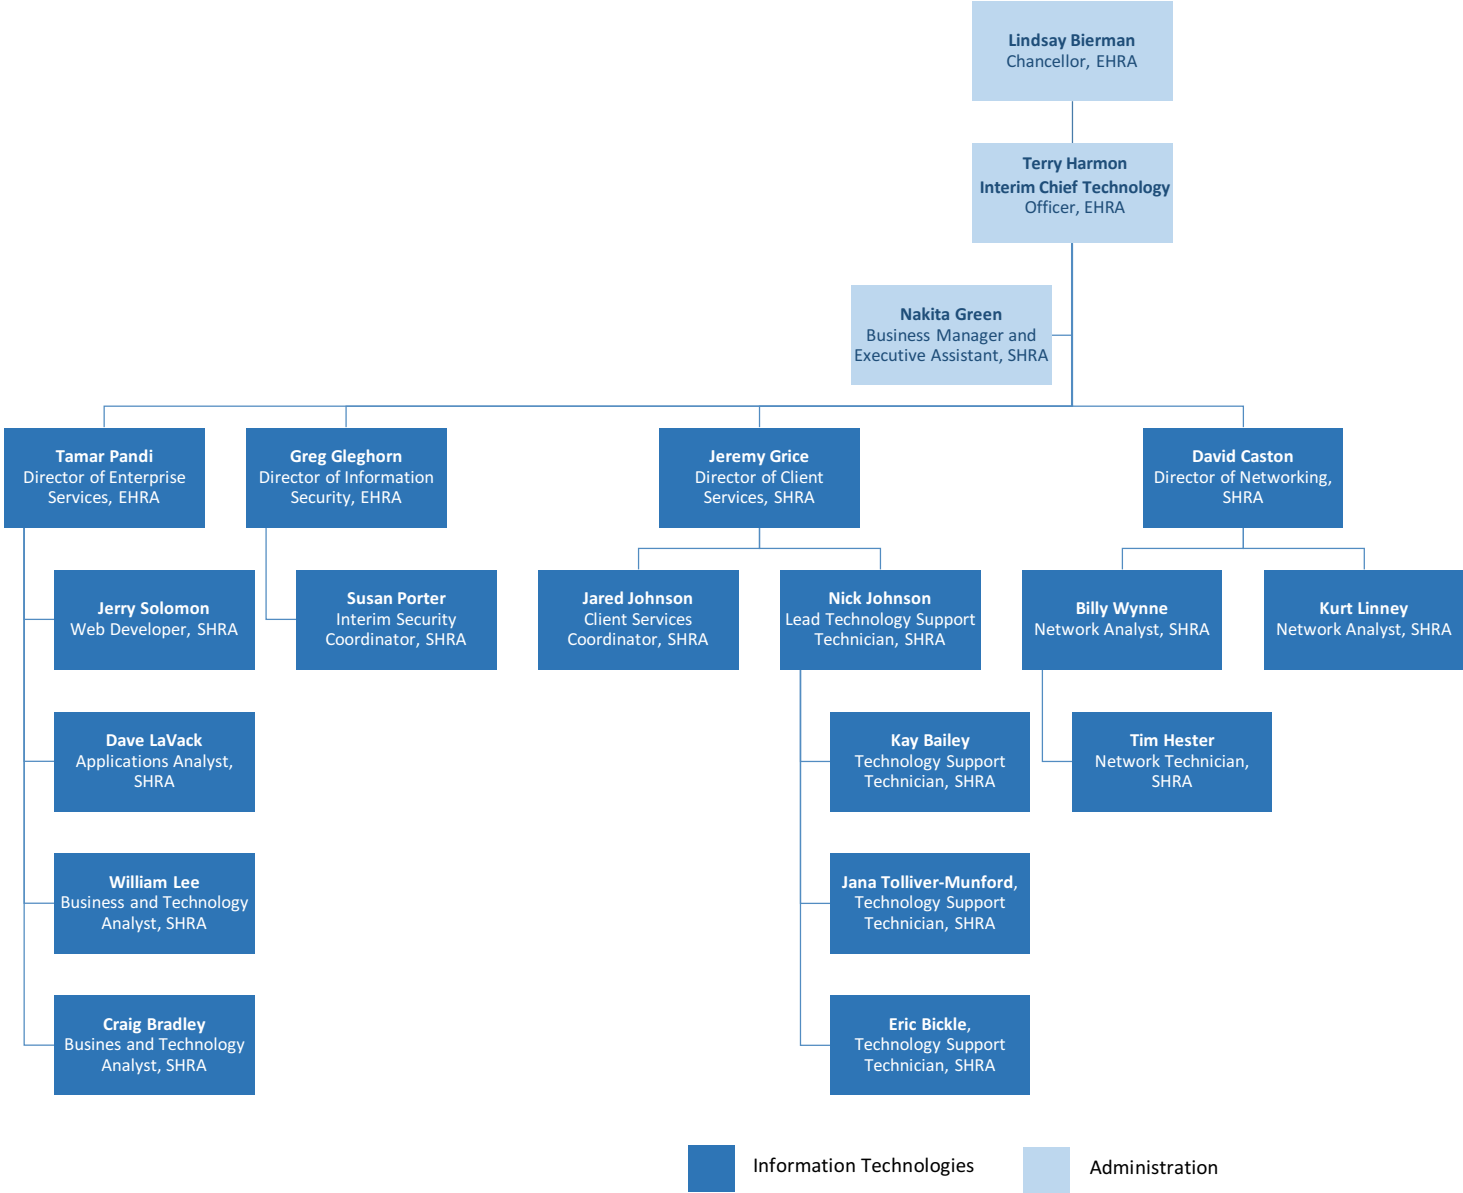 Lindsay Bierman
Chancellor, EHRA
Terry Harmon
Interim Chief Technology
Officer, EHRA
Nakita Green
Business Manager and
Executive Assistant, SHRA
Tamar Pandi
Director of Enterprise
Services, EHRA
Greg Gleghorn
Director of Information
Security, EHRA
Jeremy Grice
Director of Client
Services, SHRA
David Caston
Director of Networking,
SHRA
Jerry Solomon
Web Developer, SHRA
Susan Porter
Interim Security
Coordinator, SHRA
Jared Johnson
Client Services
Coordinator, SHRA
Nick Johnson
Lead Technology Support
Technician, SHRA
Billy Wynne
Network Analyst, SHRA
Kurt Linney
Network Analyst, SHRA
Dave LaVack
Applications Analyst,
SHRA
Kay Bailey
Technology Support
Technician, SHRA
Tim Hester
Network Technician,
SHRA
William Lee
Business and Technology
Analyst, SHRA
Jana Tolliver-Munford,
Technology Support
Technician, SHRA
Craig Bradley
Busines and Technology
Analyst, SHRA
Eric Bickle,
Technology Support
Technician, SHRA
Information Technologies
Administration